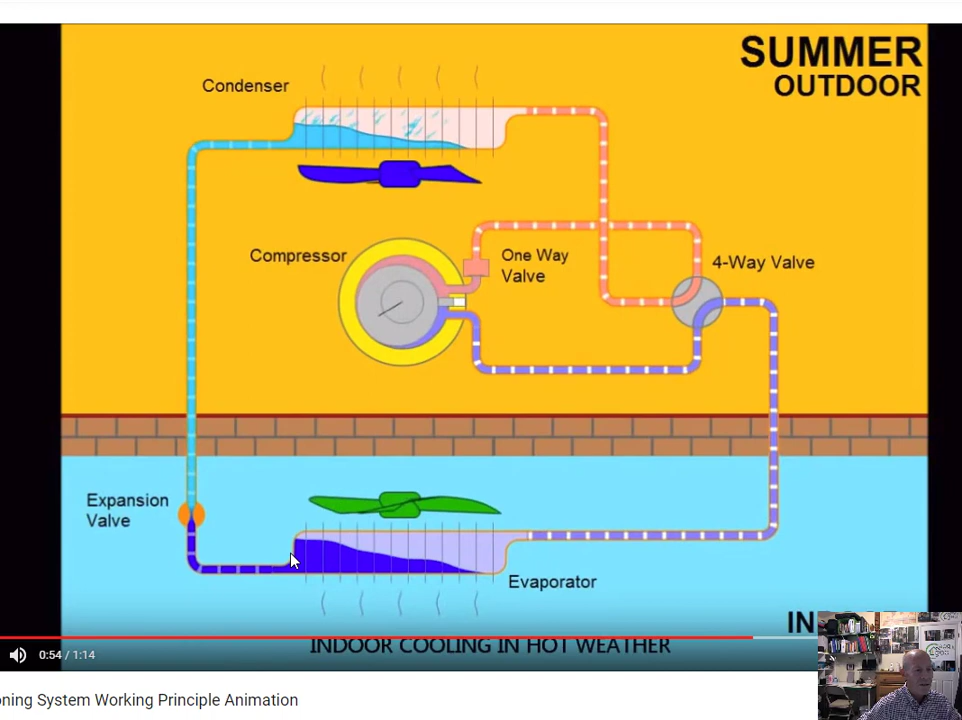 SUMMER
OUTDOOR
Condenser
Compressor
One Way
Valve
4-Way Valve
Expansion
Valve
Evaporator
IN
INDOOR COOLING IN HOT WEATHER
0:54 / 1:14
oning System Working Principle Animation